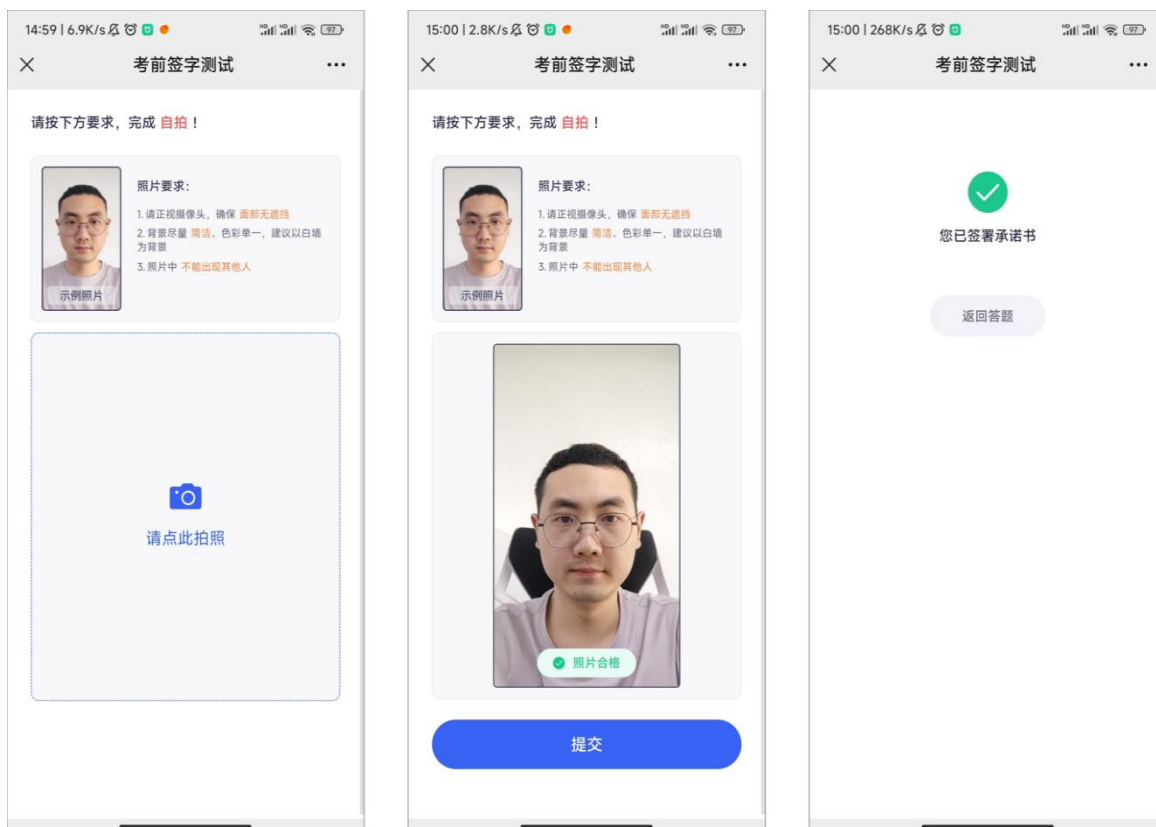 14:59 | 6.9K/s
97
考前签字测试
请按下方要求，完成 自拍！
照片要求：
1. 请正视摄像头，确保 面部无遮挡
2. 背景尽量 简洁、色彩单一，建议以白墙
为背景
3. 照片中 不能出现其他人
示例照片
请点此拍照
15:00 | 2.8K/s
97
考前签字测试
请按下方要求，完成 自拍！
照片要求：
1. 请正视摄像头，确保 面部无遮挡
2. 背景尽量 简洁、色彩单一，建议以白墙
为背景
3. 照片中 不能出现其他人
示例照片
照片合格
提交
15:00 | 268K/s
97
考前签字测试
您已签署承诺书
返回答题